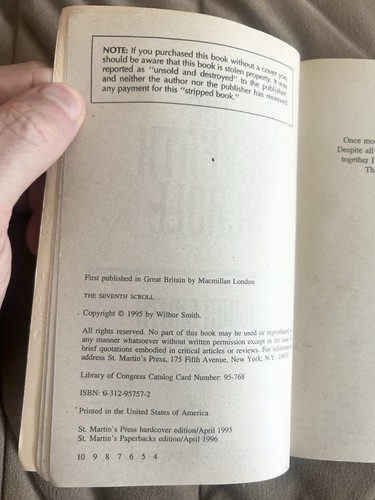 NOTE: If you purchased this book without a cover you
should be aware that this book is stolen property. It was
reported as "unsold and destroyed" to the publisher,
and neither the author nor the publisher has received
any payment for this "stripped book."
First published in Great Britain by Macmillan London
THE SEVENTH SCROLL
Copyright © 1995 by Wilbur Smith.
All rights reserved. No part of this book may be used or reproduced in
any manner whatsoever without written permission except in the case
brief quotations embodied in critical articles or reviews. For information
address St. Martin's Press, 175 Fifth Avenue, New York, N.Y.
Library of Congress Catalog Card Number: 95-768
ISBN: 0-312-95757-2
Printed in the United States of America
St. Martin's Press hardcover edition/April 1995
St. Martin's Paperbacks edition/April 1996
10 9 8 7 6 5 4
Once mo
Despite all
together I
Th